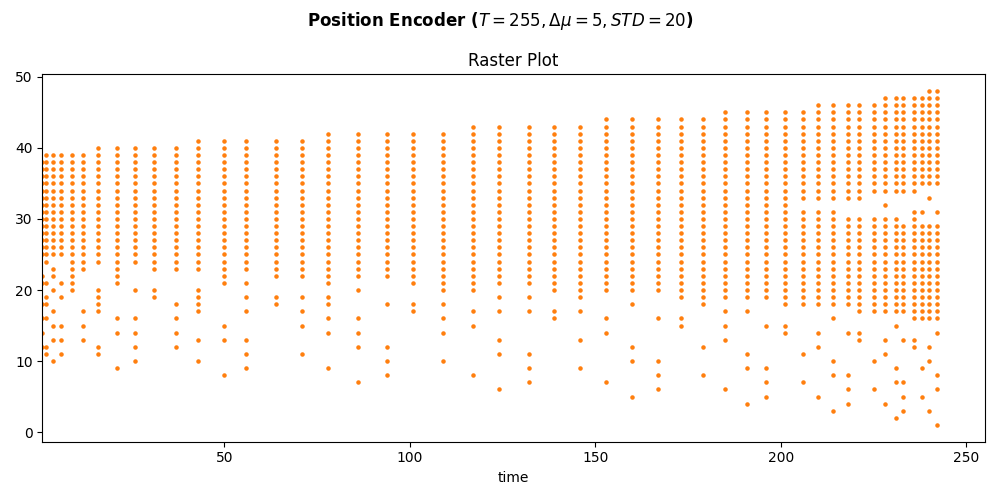 Position Encoder (T = 255, Δμ = 5, STD = 20)
Raster Plot
50
40
30
20
10
0
50 100 150 200 250
time